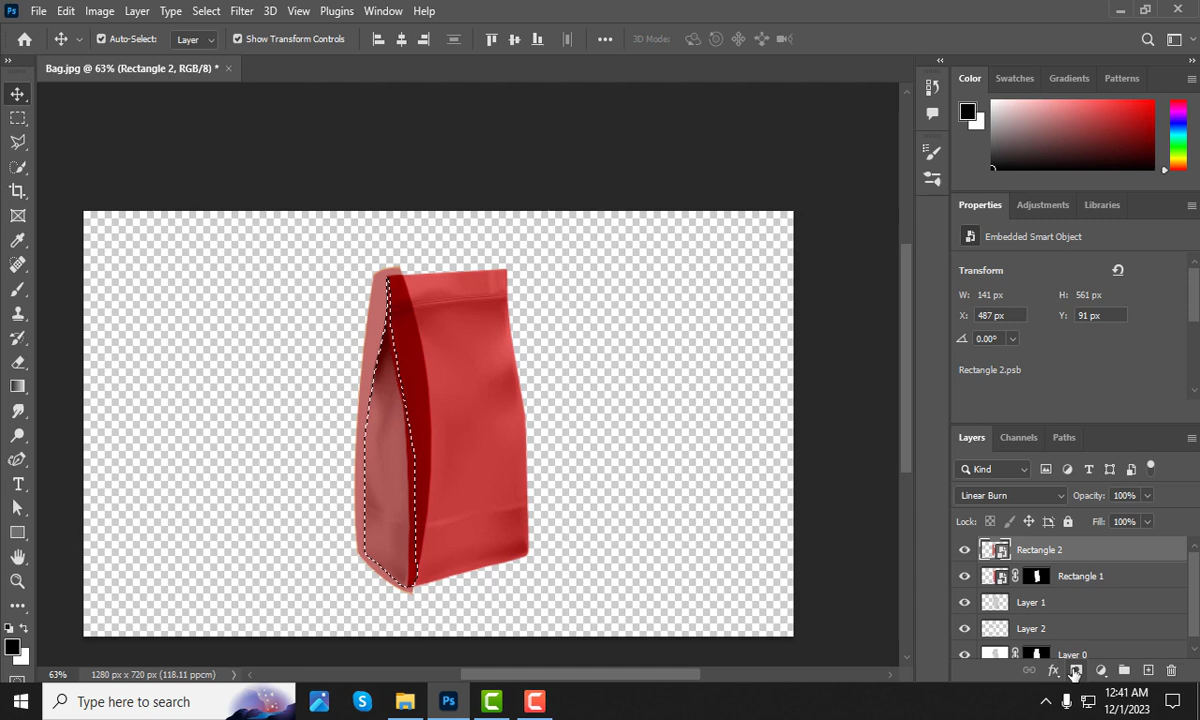 Ps File Edit Image Layer Type Select Filter 3D View Plugins Window Help
Auto-Select: Layer Show Transform Controls 3D Mode:
Bag.jpg @ 63% (Rectangle 2, RGB/8) *
Color Swatches Gradients Patterns
Properties Adjustments Libraries
Embedded Smart Object
Transform
W: 141 px H: 561 px
X: 487 px Y: 91 px
0.00°
Rectangle 2.psb
Layers Channels Paths
Kind
Linear Burn Opacity: 100%
Lock: Fill: 100%
Rectangle 2
Rectangle 1
Layer 1
Layer 2
Layer 0
fx
63% 1280 px x 720 px (118.11 ppcm)
Type here to search
Ps
12:41 AM
12/1/2023